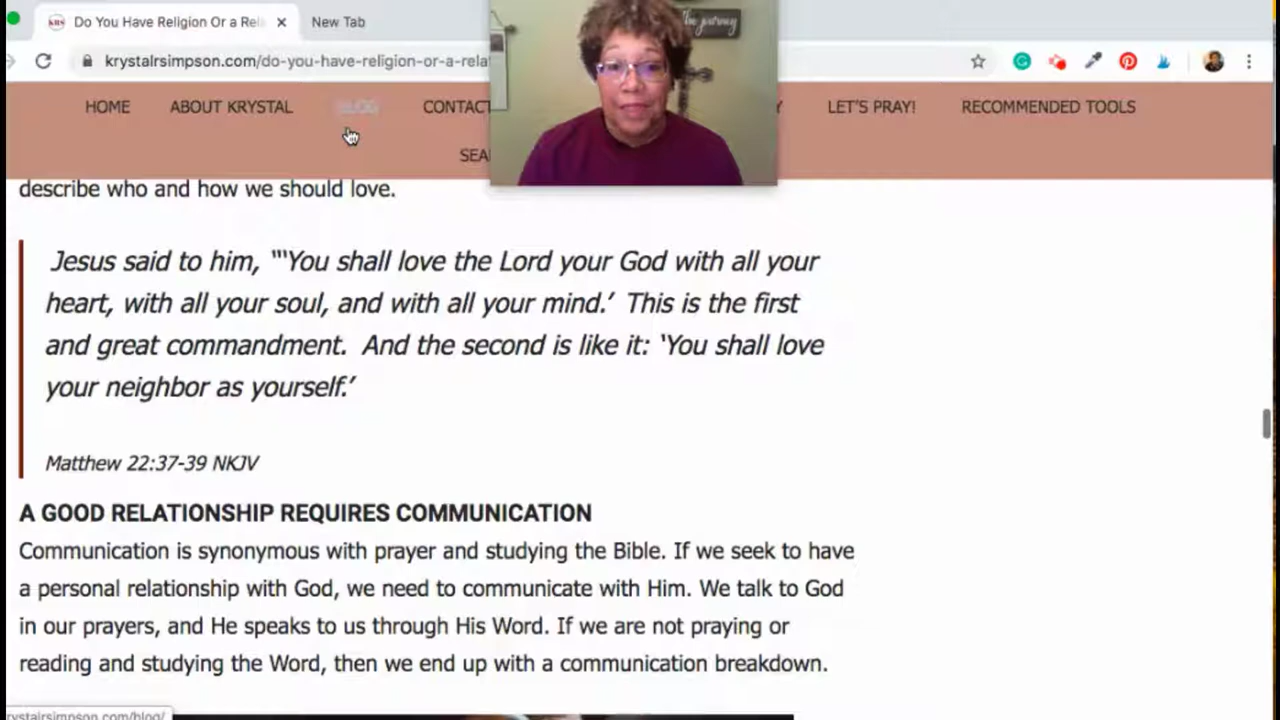 Do You Have Religion Or a Rel
New Tab
krystalrsimpson.com/do-you-have-religion-or-a-rela
HOME ABOUT KRYSTAL BLOG CONTACT LET'S PRAY! RECOMMENDED TOOLS
the journey
describe who and how we should love.
Jesus said to him, “‘You shall love the Lord your God with all your
heart, with all your soul, and with all your mind.’ This is the first
and great commandment. And the second is like it: ‘You shall love
your neighbor as yourself.’
Matthew 22:37-39 NKJV
A GOOD RELATIONSHIP REQUIRES COMMUNICATION
Communication is synonymous with prayer and studying the Bible. If we seek to have
a personal relationship with God, we need to communicate with Him. We talk to God
in our prayers, and He speaks to us through His Word. If we are not praying or
reading and studying the Word, then we end up with a communication breakdown.
rystalrsimpson.com/blog/